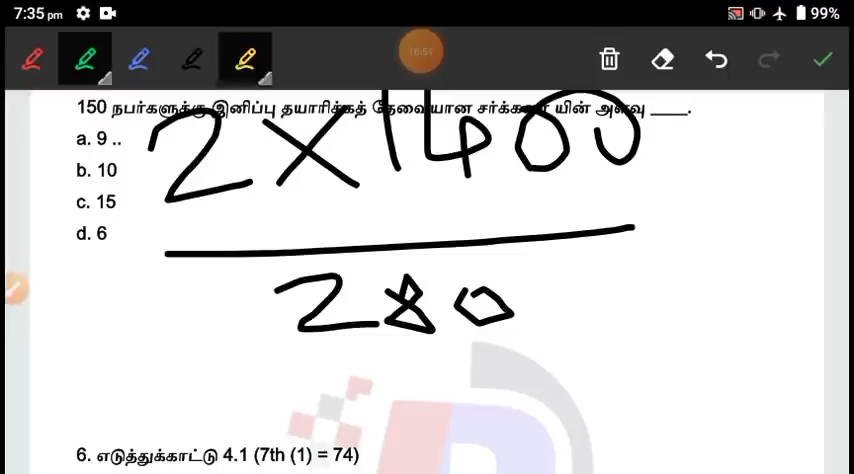 7:35 pm 99%
16:51
150 நபர்களுக்கு இனிப்பு தயாரிக்கத் தேவையான சர்க்கரை யின் அளவு ____.
a. 9 ..
b. 10
c. 15
d. 6
2 × 1400
280
6. எடுத்துக்காட்டு 4.1 (7th (1) = 74)